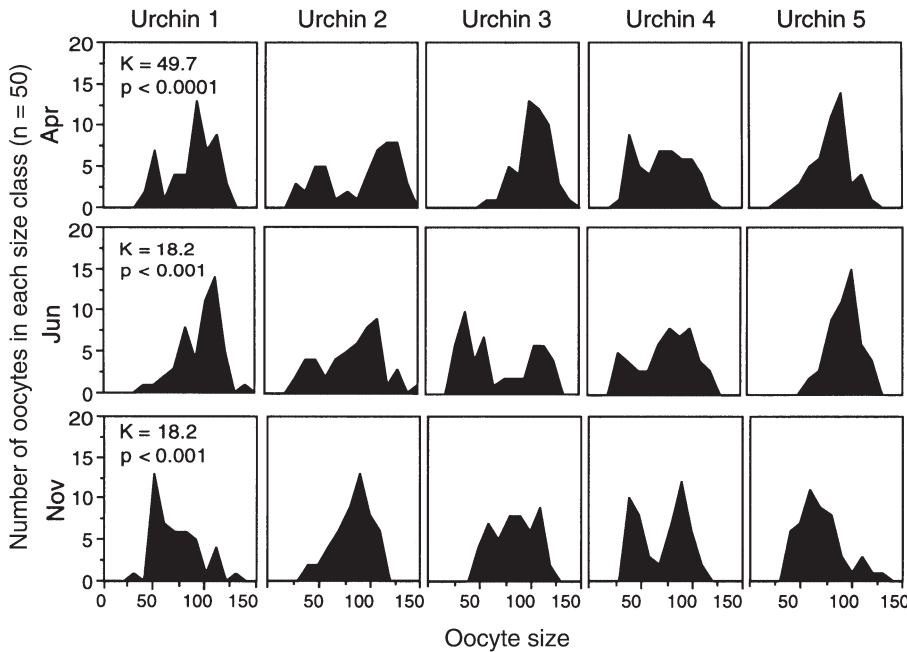 Urchin 1 Urchin 2 Urchin 3 Urchin 4 Urchin 5
Number of oocytes in each size class (n = 50)
Apr
20
15
10
5
0
K = 49.7
p < 0.0001
Jun
20
15
10
5
0
K = 18.2
p < 0.001
Nov
20
15
10
5
0
K = 18.2
p < 0.001
0 50 100 150 50 100 150 50 100 150 50 100 150 0 50 100 150
Oocyte size